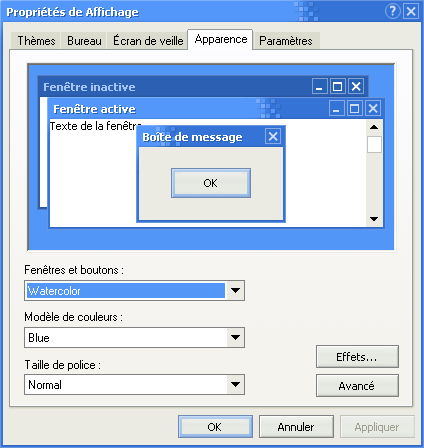 Propriétés de Affichage
Thèmes Bureau Écran de veille Apparence Paramètres
Fenêtre inactive
Fenêtre active
Texte de la fenêtre
Boîte de message
OK
Fenêtres et boutons :
Watercolor
Modèle de couleurs :
Blue
Taille de police :
Normal
Effets...
Avancé
OK Annuler Appliquer